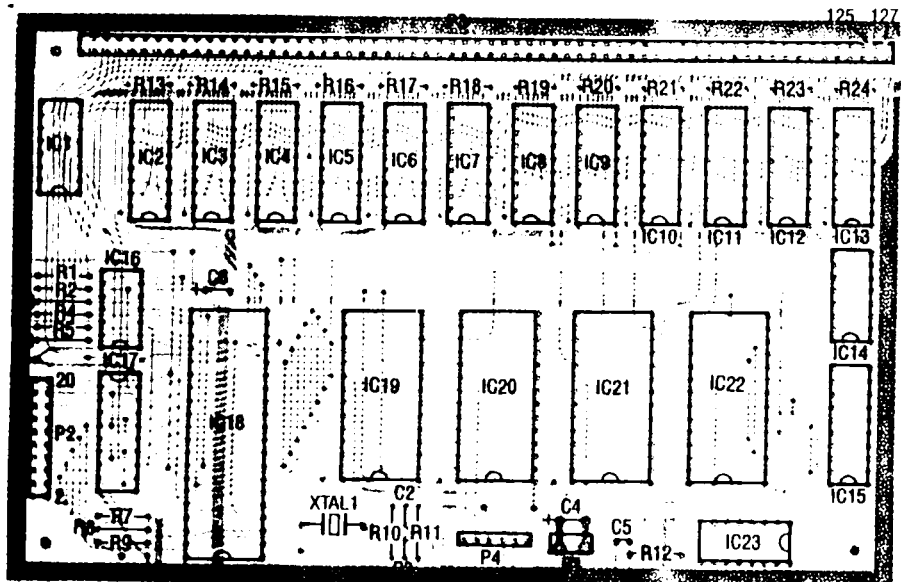 125 127
R13 R14 R15 R16 R17 R18 R19 R20 R21 R22 R23 R24
IC1 IC2 IC3 IC4 IC5 IC6 IC7 IC8 IC9
IC10 IC11 IC12 IC13
IC16
R1
C6
R2
R5
IC14
IC17
20
IC19 IC20 IC21 IC22
P2
IC18
2
IC15
C2
XTAL1
C4
R7
R10 R11
C5
R9
P4
R12
IC23